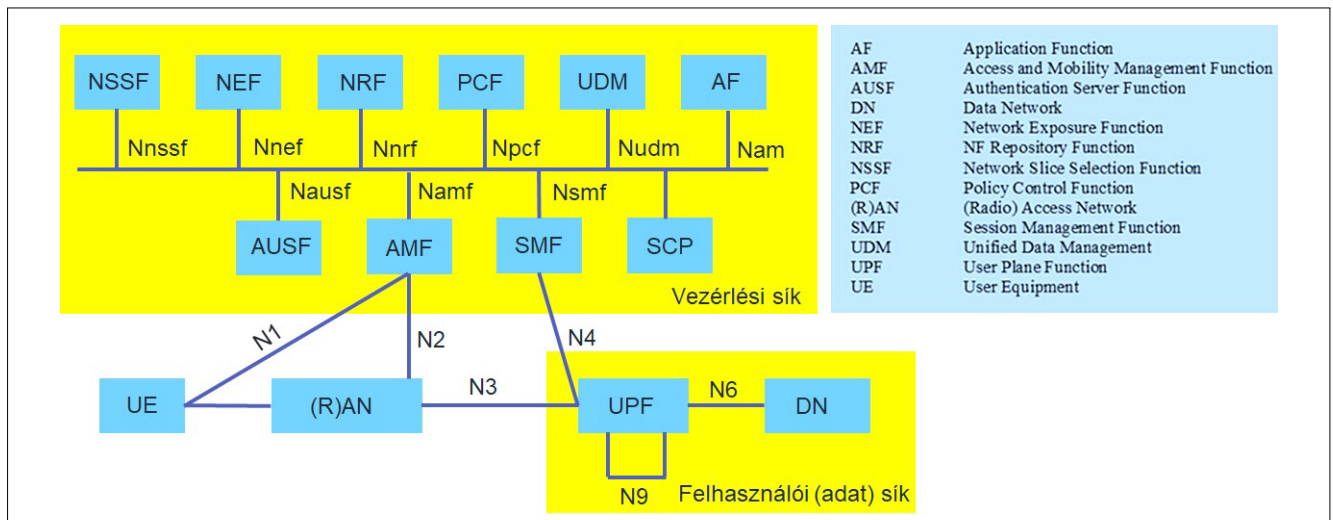 NSSF NEF NRF PCF UDM AF
Nnssf Nnef Nnrf Npcf Nudm Nam
Nausf Namf Nsmf
AUSF AMF SMF SCP
Vezérlési sík
N1 N2 N4
UE (R)AN N3 UPF N6 DN
N9
Felhasználói (adat) sík
AF Application Function
AMF Access and Mobility Management Function
AUSF Authentication Server Function
DN Data Network
NEF Network Exposure Function
NRF NF Repository Function
NSSF Network Slice Selection Function
PCF Policy Control Function
(R)AN (Radio) Access Network
SMF Session Management Function
UDM Unified Data Management
UPF User Plane Function
UE User Equipment